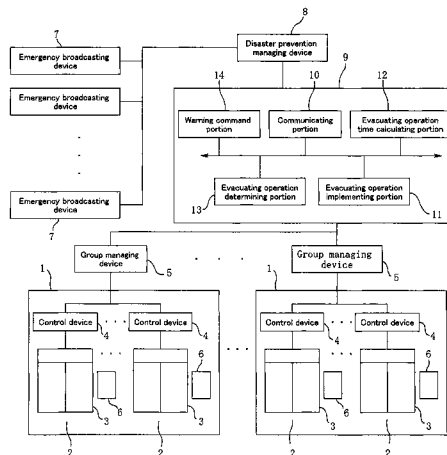 8
7
Disaster prevention
managing device
Emergency broadcasting
device
9
14
10
12
Emergency broadcasting
device
Warning command
portion
Communicating
portion
Evacuating operation
time calculating portion
Emergency broadcasting
device
7
Evacuating operation
determining portion
Evacuating operation
implementing portion
13
11
Group managing
device
5
Group managing
device
5
1
1
Control device
4
Control device
4
Control device
4
Control device
4
6
6
6
6
3
3
3
3
2
2
2
2